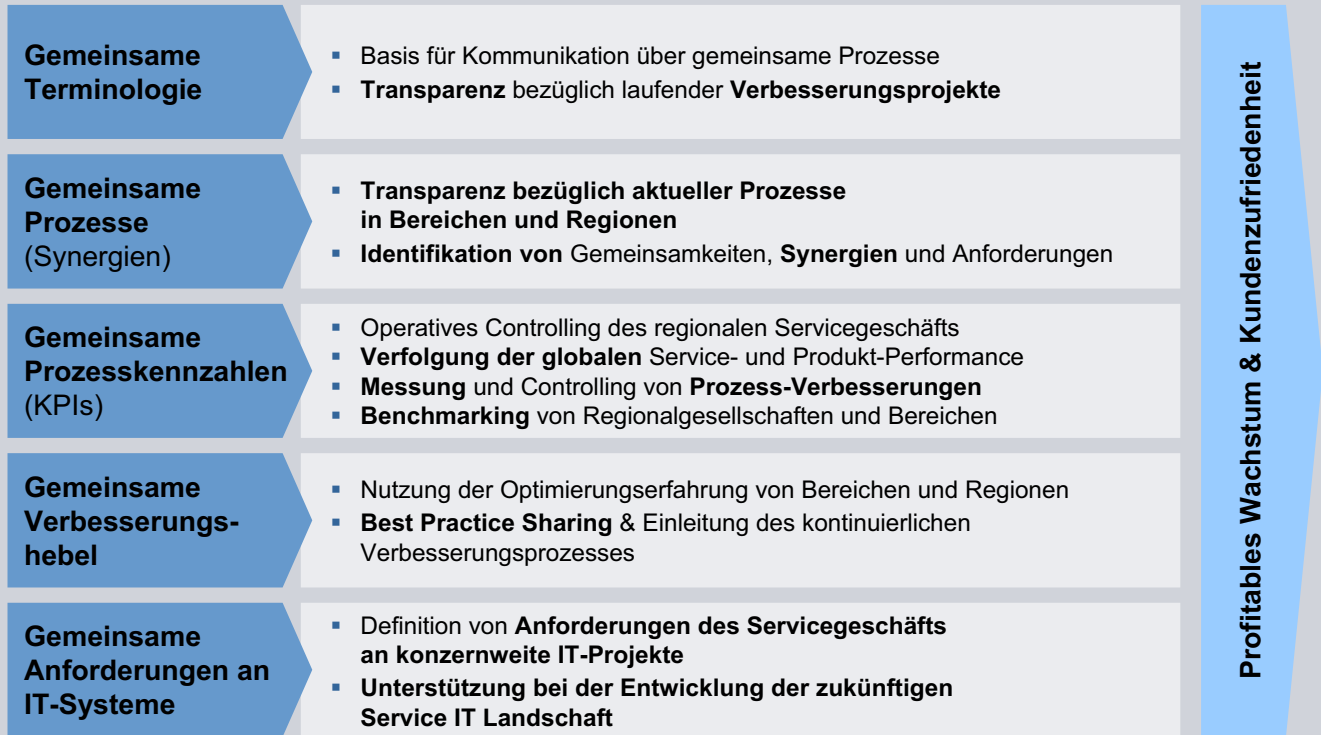 Gemeinsame
Terminologie
▪ Basis für Kommunikation über gemeinsame Prozesse
▪ Transparenz bezüglich laufender Verbesserungsprojekte
Gemeinsame
Prozesse
(Synergien)
▪ Transparenz bezüglich aktueller Prozesse
in Bereichen und Regionen
▪ Identifikation von Gemeinsamkeiten, Synergien und Anforderungen
Gemeinsame
Prozesskennzahlen
(KPIs)
▪ Operatives Controlling des regionalen Servicegeschäfts
▪ Verfolgung der globalen Service- und Produkt-Performance
▪ Messung und Controlling von Prozess-Verbesserungen
▪ Benchmarking von Regionalgesellschaften und Bereichen
Gemeinsame
Verbesserungs-
hebel
▪ Nutzung der Optimierungserfahrung von Bereichen und Regionen
▪ Best Practice Sharing & Einleitung des kontinuierlichen
Verbesserungsprozesses
Gemeinsame
Anforderungen an
IT-Systeme
▪ Definition von Anforderungen des Servicegeschäfts
an konzernweite IT-Projekte
▪ Unterstützung bei der Entwicklung der zukünftigen
Service IT Landschaft
Profitables Wachstum & Kundenzufriedenheit